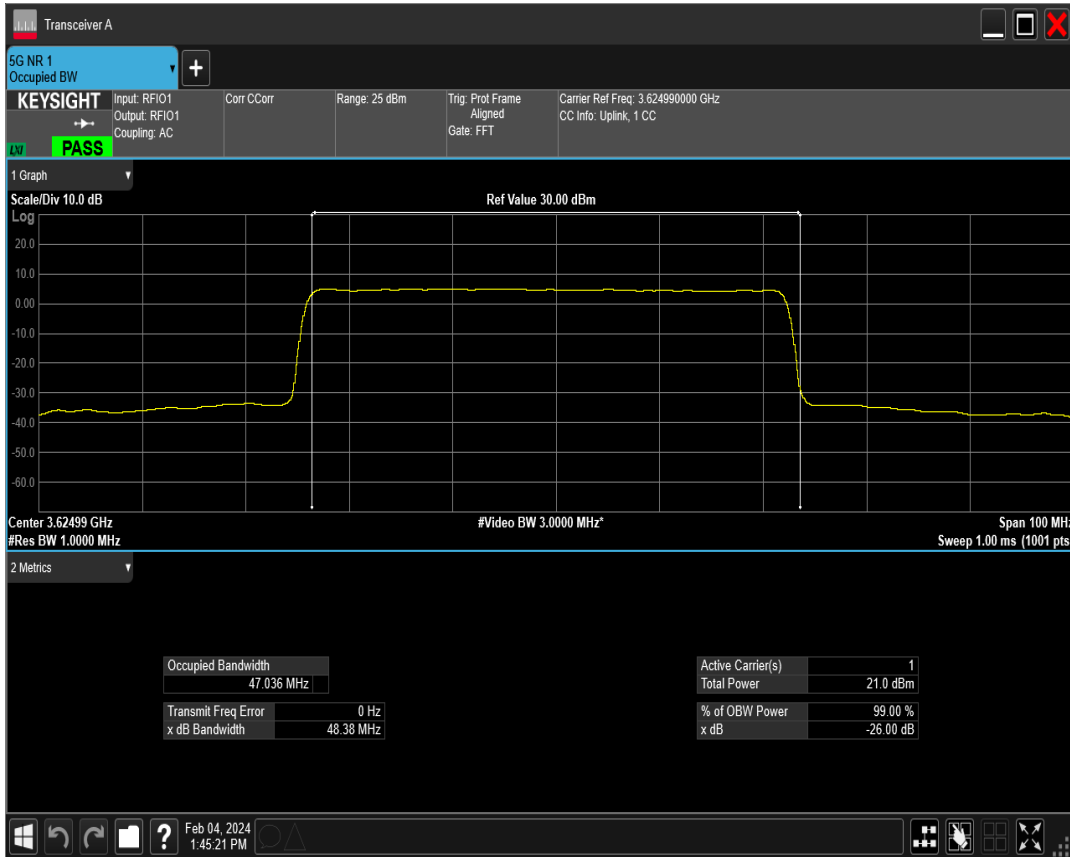 Transceiver A
5G NR 1
Occupied BW
+
KEYSIGHT
LXI
PASS
Input: RFIO1
Output: RFIO1
Coupling: AC
Corr CCorr
Range: 25 dBm
Trig: Prot Frame
Aligned
Gate: FFT
Carrier Ref Freq: 3.624990000 GHz
CC Info: Uplink, 1 CC
1 Graph
Scale/Div 10.0 dB
Ref Value 30.00 dBm
Log
20.0
10.0
0.00
-10.0
-20.0
-30.0
-40.0
-50.0
-60.0
Center 3.62499 GHz
#Video BW 3.0000 MHz*
Span 100 MHz
#Res BW 1.0000 MHz
Sweep 1.00 ms (1001 pts
2 Metrics
Occupied Bandwidth
47.036 MHz
Transmit Freq Error 0 Hz
x dB Bandwidth 48.38 MHz
Active Carrier(s) 1
Total Power 21.0 dBm
% of OBW Power 99.00 %
x dB -26.00 dB
?
Feb 04, 2024
1:45:21 PM